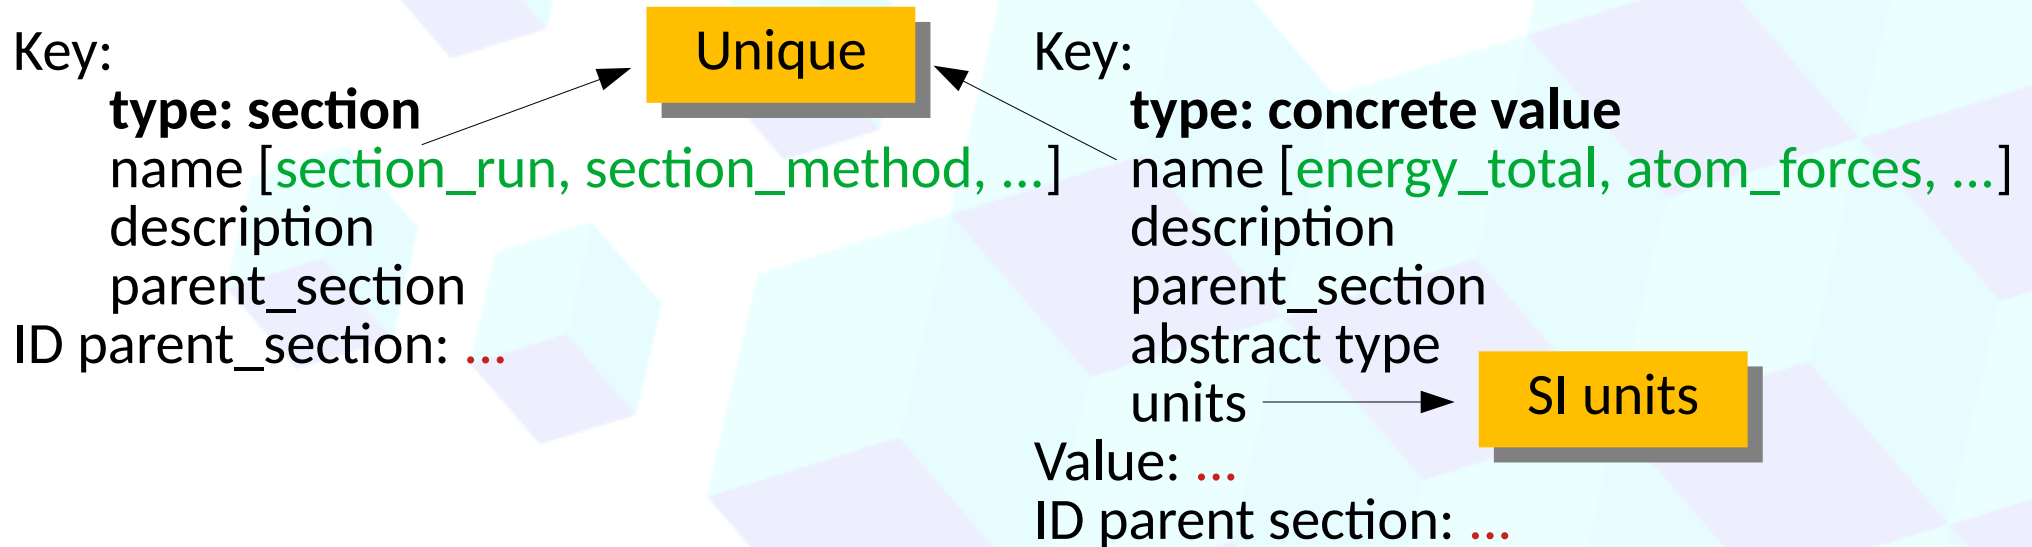 Unique
Key:
type: section
name [section_run, section_method, ...]
description
parent_section
ID parent_section: ...
Key:
type: concrete value
name [energy_total, atom_forces, ...]
description
parent_section
abstract type
units
SI units
Value: ...
ID parent section: ...